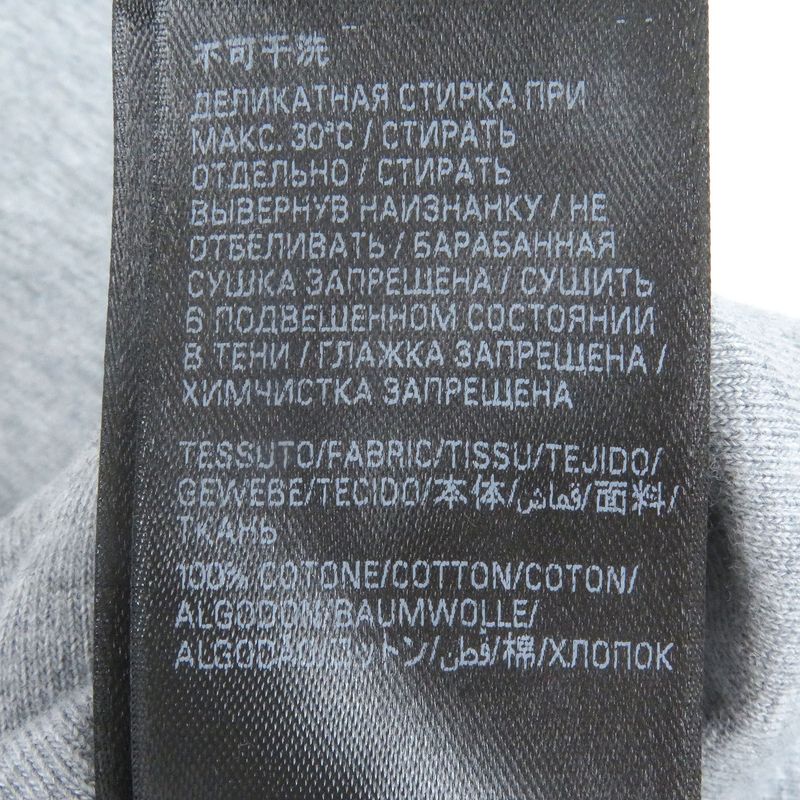 不可干洗
ДЕЛИКАТНАЯ СТИРКА ПРИ
МАКС. 30°C / СТИРАТЬ
ОТДЕЛЬНО / СТИРАТЬ
ВЫВЕРНУВ НАИЗНАНКУ / НЕ
ОТБЕЛИВАТЬ / БАРАБАННАЯ
СУШКА ЗАПРЕЩЕНА / СУШИТЬ
В ПОДВЕШЕННОМ СОСТОЯНИИ
В ТЕНИ / ГЛАЖКА ЗАПРЕЩЕНА /
ХИМЧИСТКА ЗАПРЕЩЕНА
TESSUTO/FABRIC/TISSU/TEJIDO/
GEWEBE/TECIDO/本体/قماش/面料/
ТКАНЬ
100% COTONE/COTTON/COTON/
ALGODON/BAUMWOLLE/
ALGODÃO/コットン/قطن/棉/ХЛОПОК